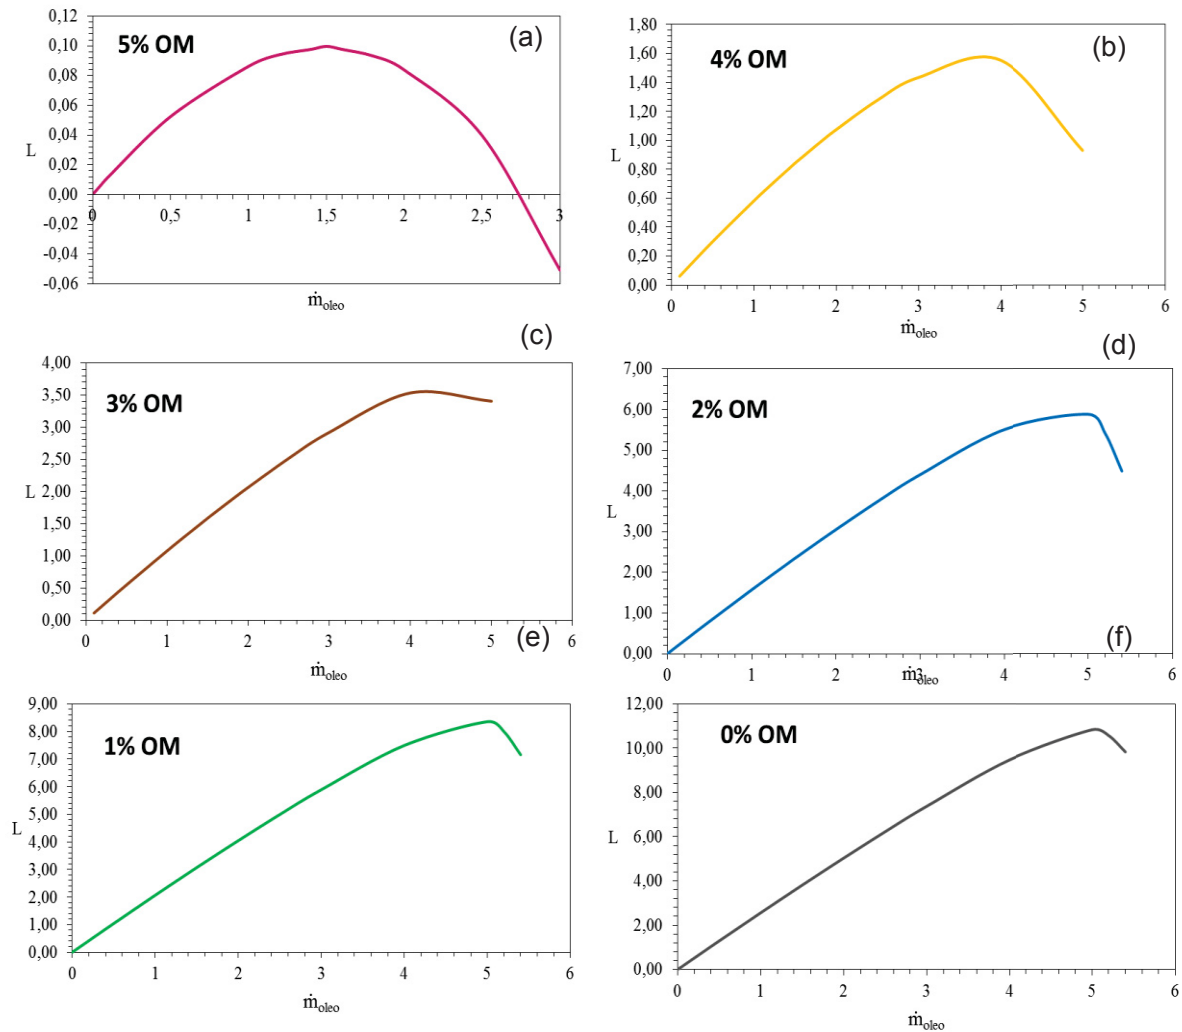 (a)
5% OM
0,12
0,10
0,08
0,06
0,04
0,02
0,00
-0,02
-0,04
-0,06
L
0 0,5 1 1,5 2 2,5 3
ṁoleo
(b)
4% OM
1,80
1,60
1,40
1,20
1,00
0,80
0,60
0,40
0,20
0,00
L
0 1 2 3 4 5 6
ṁoleo
(c)
3% OM
4,00
3,50
3,00
2,50
2,00
1,50
1,00
0,50
0,00
L
0 1 2 3 4 5 6
ṁoleo
(d)
2% OM
7,00
6,00
5,00
4,00
3,00
2,00
1,00
0,00
L
0 1 2 3 4 5 6
ṁoleo
(e)
1% OM
9,00
8,00
7,00
6,00
5,00
4,00
3,00
2,00
1,00
0,00
L
0 1 2 3 4 5 6
ṁoleo
(f)
0% OM
12,00
10,00
8,00
6,00
4,00
2,00
0,00
L
0 1 2 3 4 5 6
ṁoleo